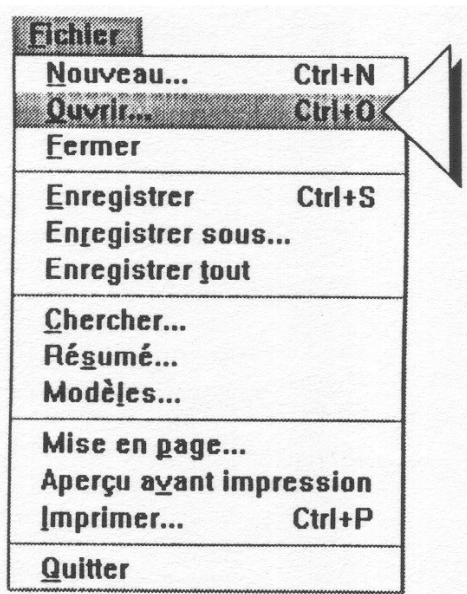 Fichier
Nouveau... Ctrl+N
Ouvrir... Ctrl+O
Fermer
Enregistrer Ctrl+S
Enregistrer sous...
Enregistrer tout
Chercher...
Résumé...
Modèles...
Mise en page...
Aperçu avant impression
Imprimer... Ctrl+P
Quitter